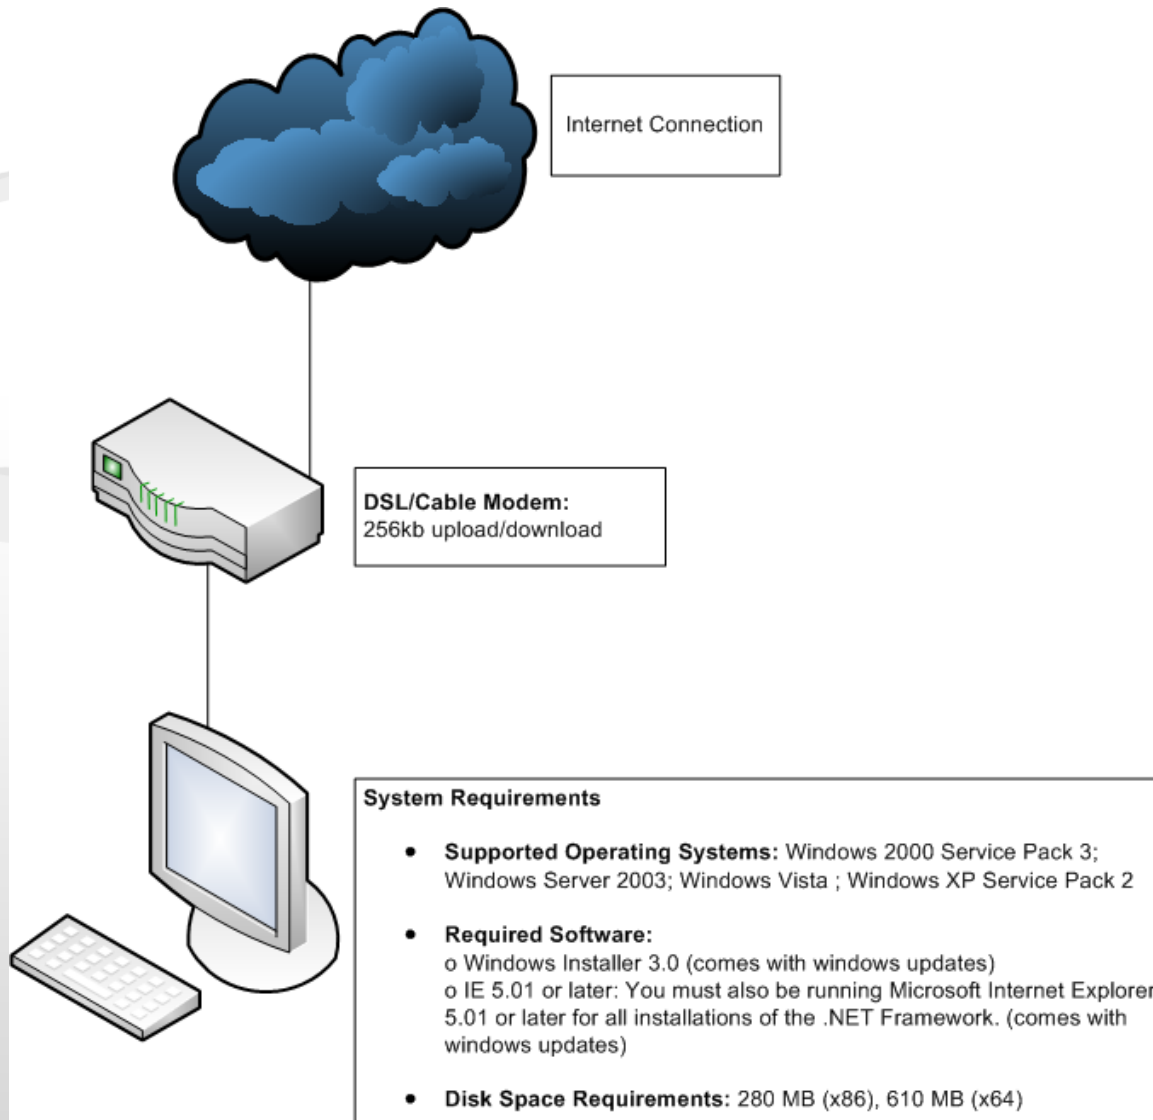 Internet Connection
DSL/Cable Modem:
256kb upload/download
System Requirements
• Supported Operating Systems: Windows 2000 Service Pack 3;
Windows Server 2003; Windows Vista ; Windows XP Service Pack 2
• Required Software:
o Windows Installer 3.0 (comes with windows updates)
o IE 5.01 or later: You must also be running Microsoft Internet Explorer
5.01 or later for all installations of the .NET Framework. (comes with
windows updates)
• Disk Space Requirements: 280 MB (x86), 610 MB (x64)